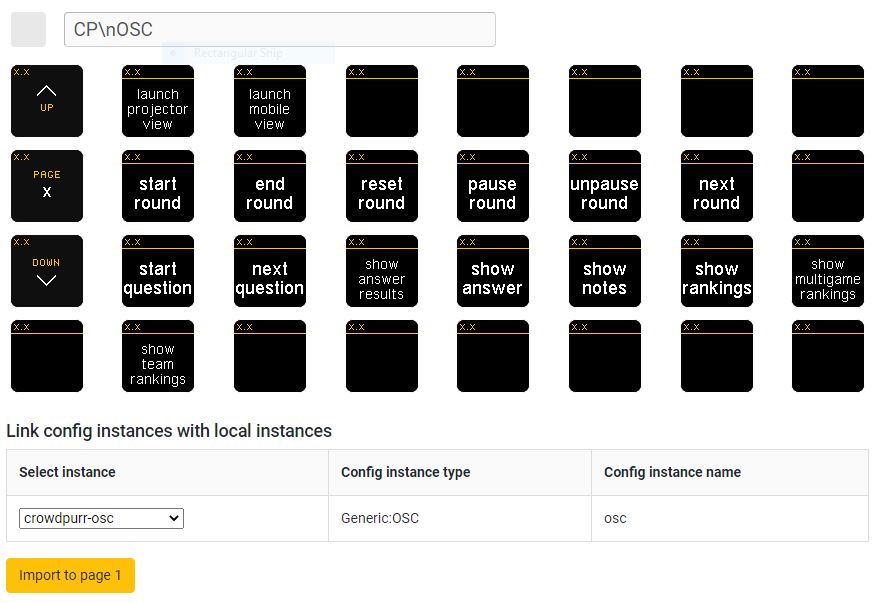 CP\nOSC
Rectangular Snip
x.x x.x x.x x.x x.x x.x x.x x.x
UP
launch
projector
view
launch
mobile
view
x.x x.x x.x x.x x.x x.x x.x x.x
PAGE
x
start
round
end
round
reset
round
pause
round
unpause
round
next
round
x.x x.x x.x x.x x.x x.x x.x x.x
DOWN
start
question
next
question
show
answer
results
show
answer
show
notes
show
rankings
show
multigame
rankings
x.x x.x x.x x.x x.x x.x x.x x.x
show
team
rankings
Link config instances with local instances
Select instance Config instance type Config instance name
crowdpurr-osc Generic:OSC osc
Import to page 1